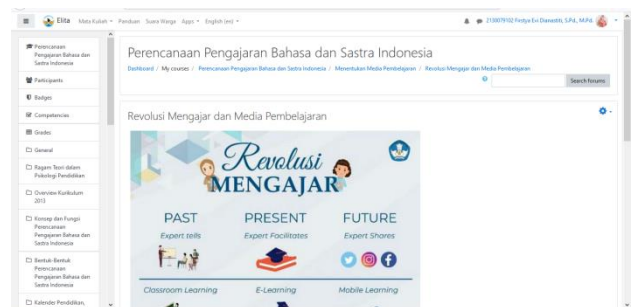 Elita Mata Kuliah Panduan Suara Warga Apps English (en)
Perencanaan
Pengajaran Bahasa dan
Sastra Indonesia
Participants
Badges
Competencies
Grades
General
Ragam Teori dalam
Psikologi Pendidikan
Overview Kurikulum
2013
Konsep dan Fungsi
Perencanaan
Pengajaran Bahasa dan
Sastra Indonesia
Bentuk-Bentuk
Perencanaan
Pengajaran Bahasa dan
Sastra Indonesia
Kalender Pendidikan,
Perencanaan Pengajaran Bahasa dan Sastra Indonesia
Dashboard / My courses / Perencanaan Pengajaran Bahasa dan Sastra Indonesia / Menentukan Media Pembelajaran / Revolusi Mengajar dan Media Pembelajaran
Search forums
Revolusi Mengajar dan Media Pembelajaran
Revolusi
MENGAJAR
PAST PRESENT FUTURE
Expert tells Expert Facilitates Expert Shares
Classroom Learning E-Learning Mobile Learning